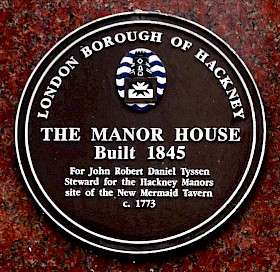 LONDON BOROUGH OF HACKNEY
THE MANOR HOUSE
Built 1845
For John Robert Daniel Tyssen
Steward for the Hackney Manors
site of the New Mermaid Tavern
c. 1773